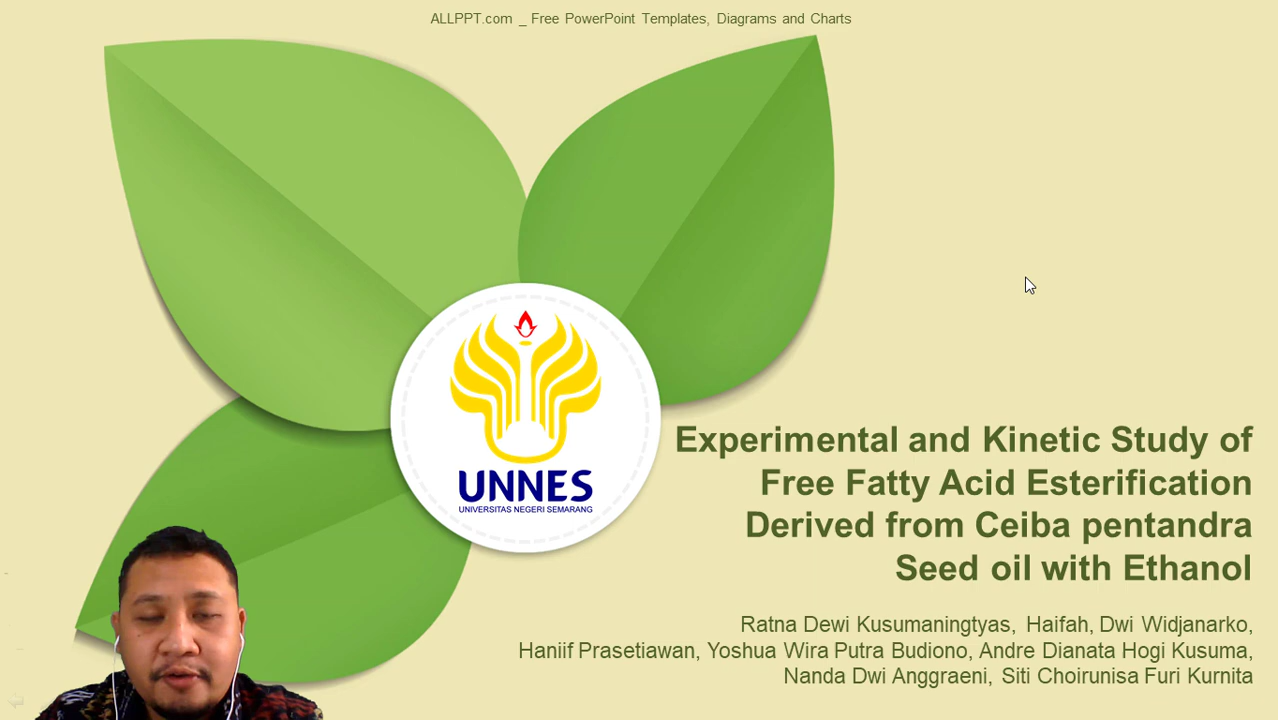 ALLPPT.com _ Free PowerPoint Templates, Diagrams and Charts
UNNES
UNIVERSITAS NEGERI SEMARANG
Experimental and Kinetic Study of
Free Fatty Acid Esterification
Derived from Ceiba pentandra
Seed oil with Ethanol
Ratna Dewi Kusumaningtyas, Haifah, Dwi Widjanarko,
Haniif Prasetiawan, Yoshua Wira Putra Budiono, Andre Dianata Hogi Kusuma,
Nanda Dwi Anggraeni, Siti Choirunisa Furi Kurnita